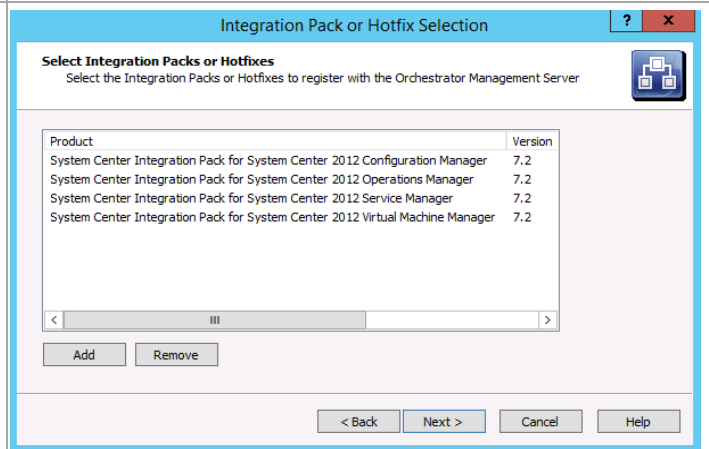 Integration Pack or Hotfix Selection
? x
Select Integration Packs or Hotfixes
Select the Integration Packs or Hotfixes to register with the Orchestrator Management Server
Product Version
System Center Integration Pack for System Center 2012 Configuration Manager 7.2
System Center Integration Pack for System Center 2012 Operations Manager 7.2
System Center Integration Pack for System Center 2012 Service Manager 7.2
System Center Integration Pack for System Center 2012 Virtual Machine Manager 7.2
Add Remove
< Back Next > Cancel Help